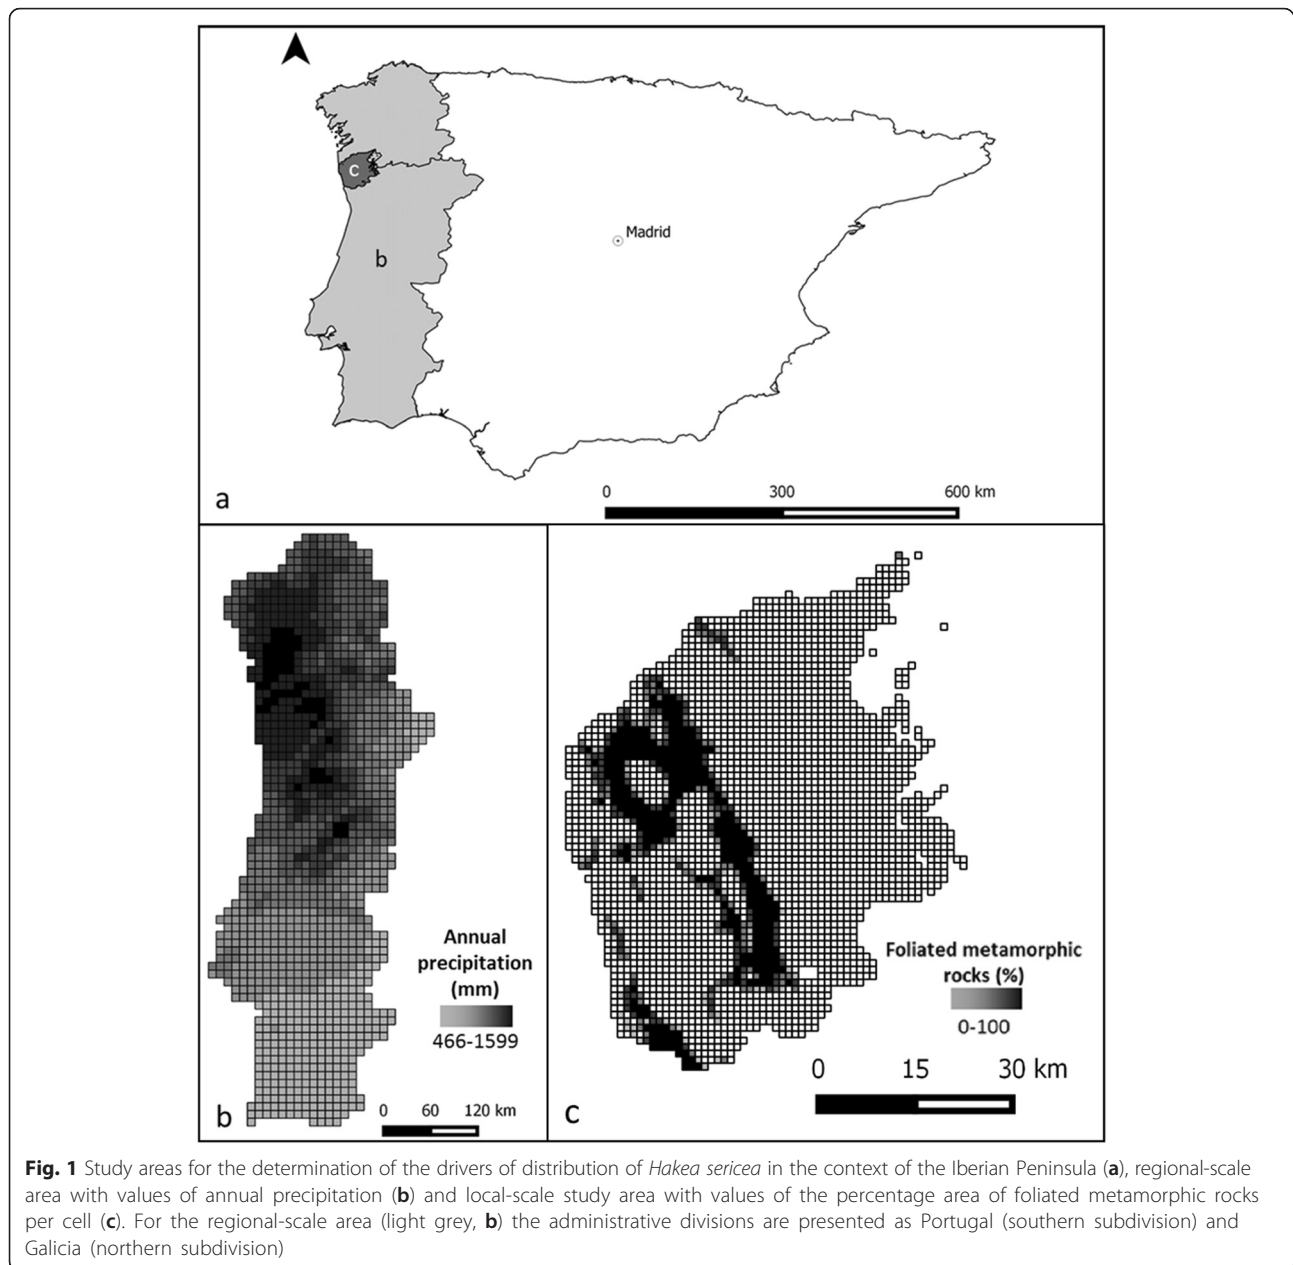 c
b
Madrid
a
0 300 600 km
Annual
precipitation
(mm)
466-1599
b
0 60 120 km
Foliated metamorphic
rocks (%)
0-100
0 15 30 km
c
Fig. 1 Study areas for the determination of the drivers of distribution of Hakea sericea in the context of the Iberian Peninsula (a), regional-scale
area with values of annual precipitation (b) and local-scale study area with values of the percentage area of foliated metamorphic rocks
per cell (c). For the regional-scale area (light grey, b) the administrative divisions are presented as Portugal (southern subdivision) and
Galicia (northern subdivision)